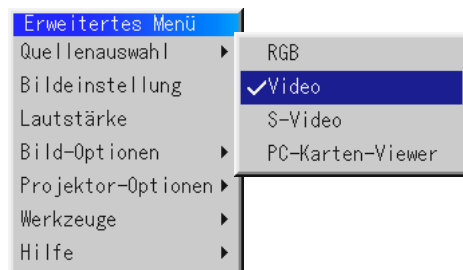 Erweitertes Menü
Quellenauswahl
Bildeinstellung
Lautstärke
Bild-Optionen
Projektor-Optionen
Werkzeuge
Hilfe
RGB
Video
S-Video
PC-Karten-Viewer